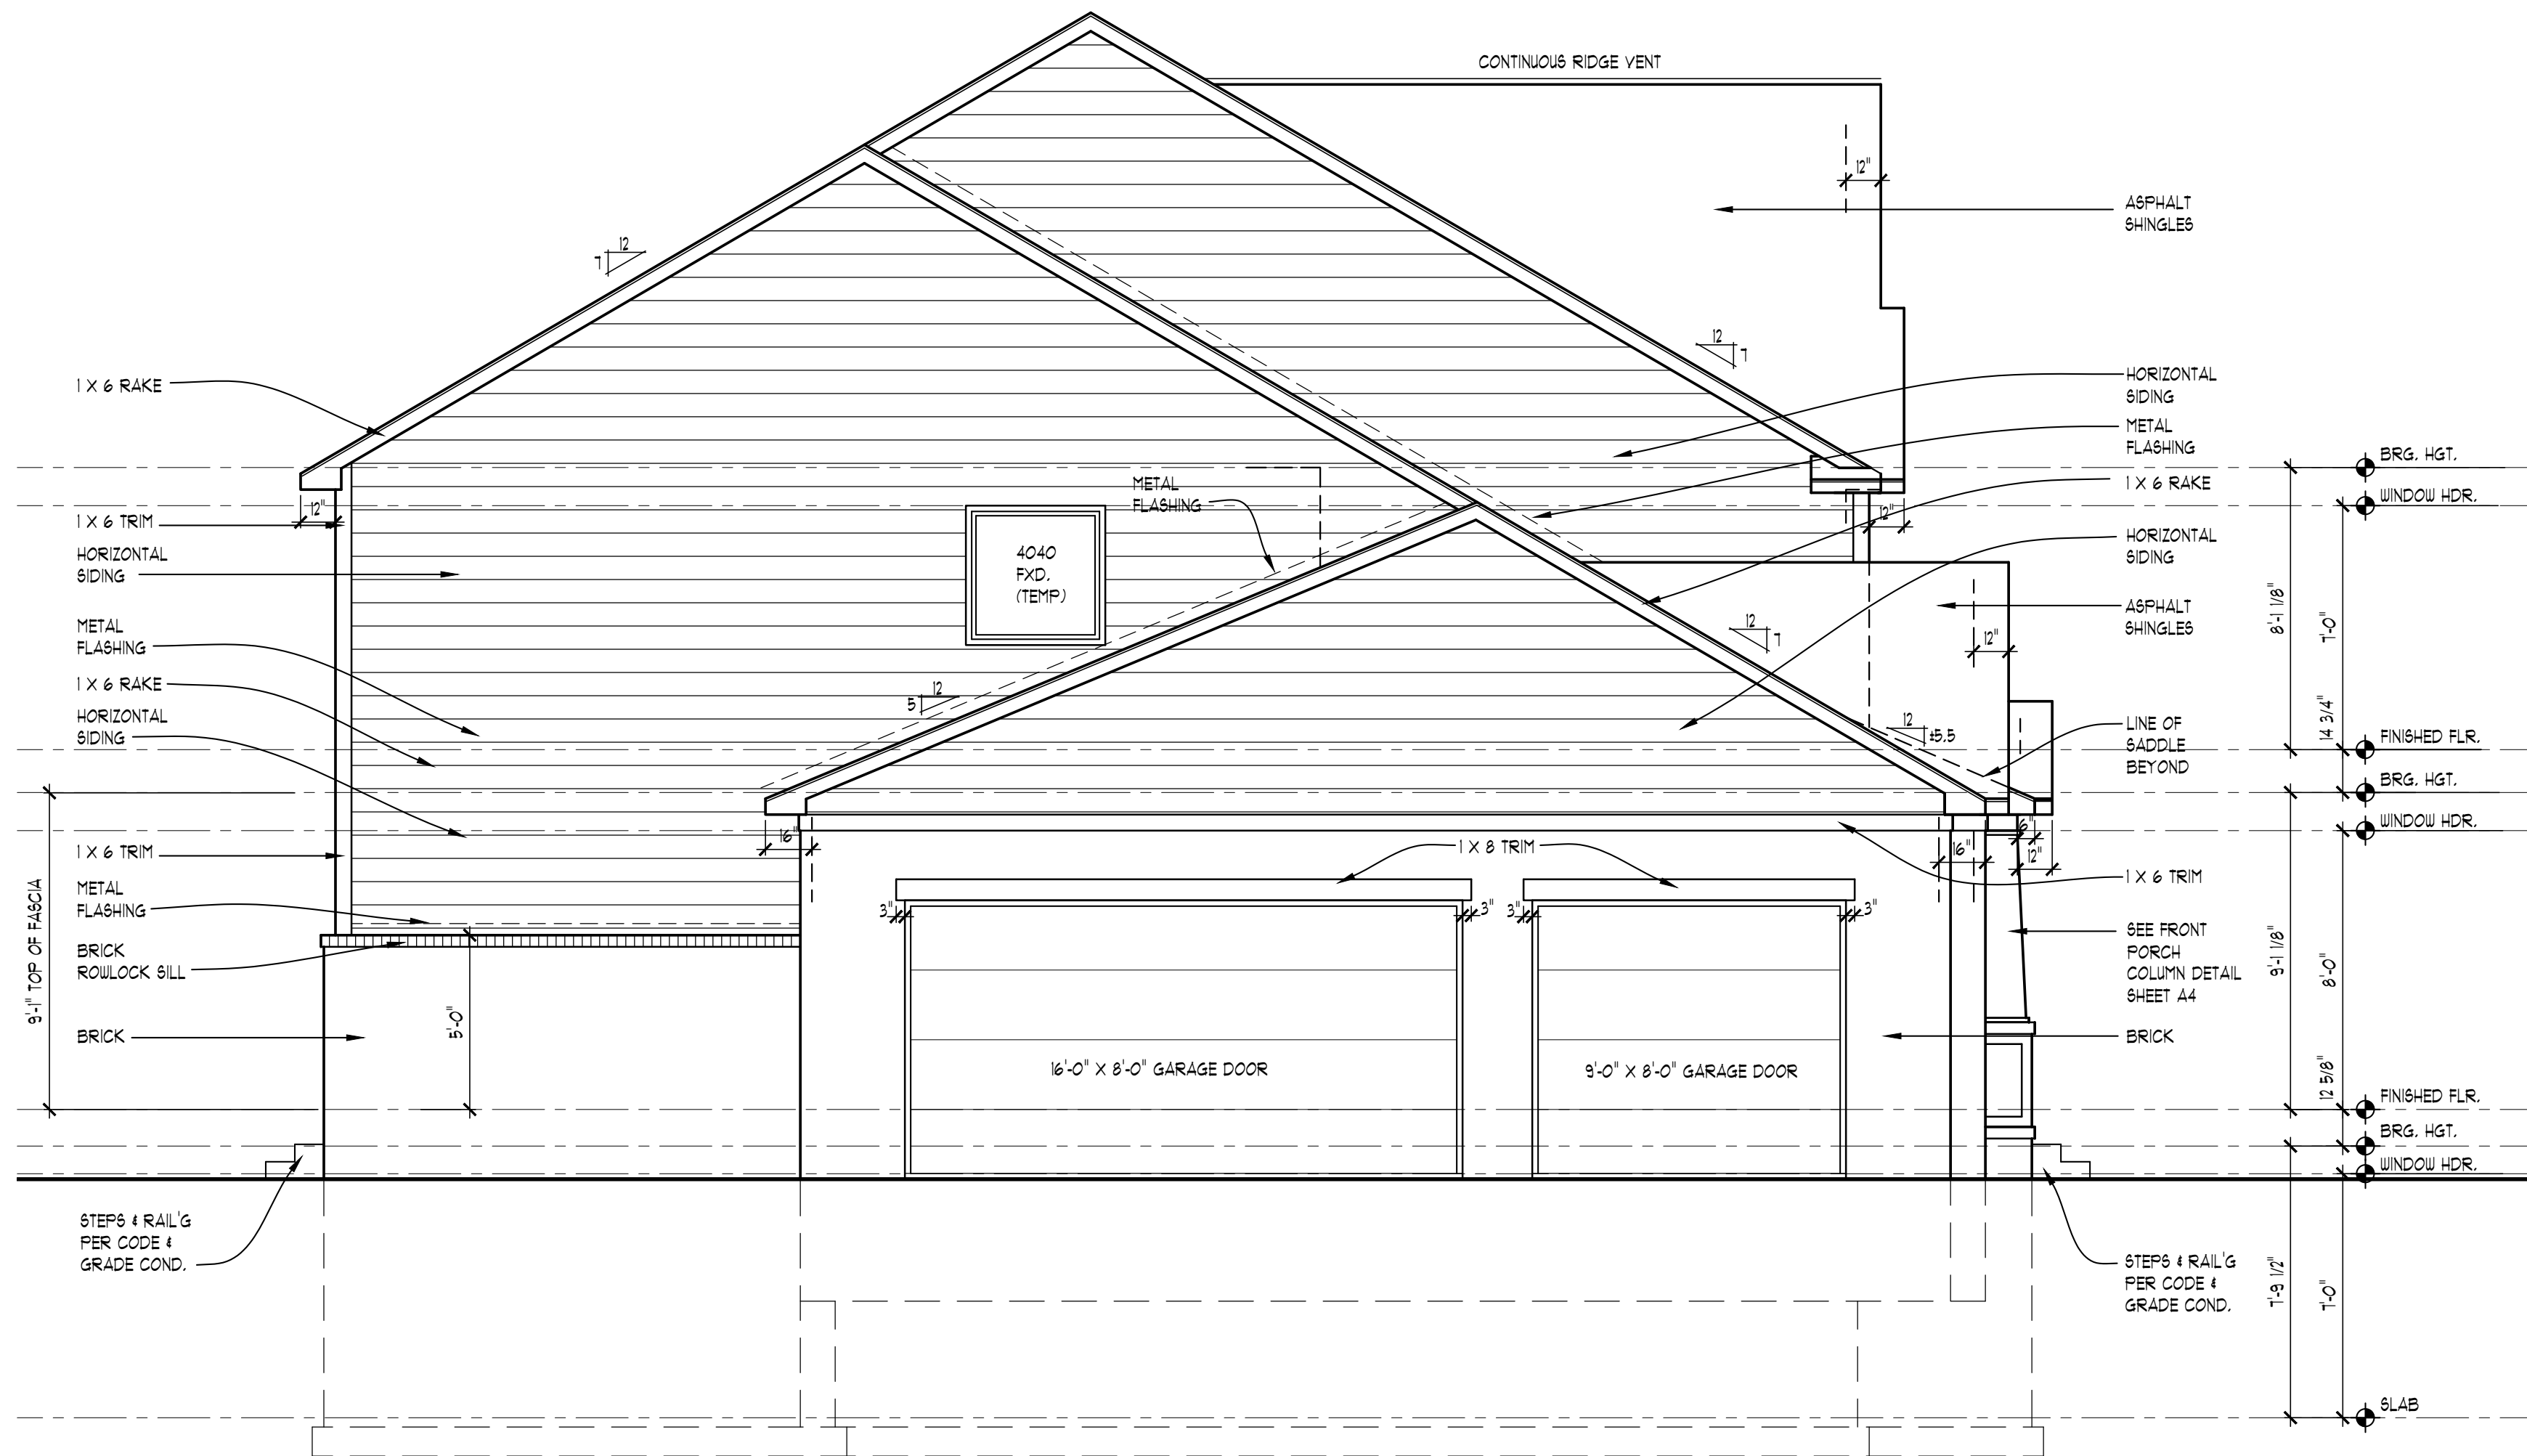 CONTINUOUS RIDGE VENT
12"
ASPHALT
SHINGLES
12
7
12
7
1 X 6 RAKE
HORIZONTAL
SIDING
METAL
FLASHING
1 X 6 RAKE
BRG. HGT.
WINDOW HDR.
METAL
FLASHING
12"
12"
1 X 6 TRIM
HORIZONTAL
SIDING
4040
FXD.
(TEMP)
HORIZONTAL
SIDING
ASPHALT
SHINGLES
12"
8'-1 1/8"
7'-0"
METAL
FLASHING
1 X 6 RAKE
HORIZONTAL
SIDING
12
5
12
7
12
±5.5
LINE OF
SADDLE
BEYOND
14 3/4"
FINISHED FLR.
BRG. HGT.
WINDOW HDR.
16"
16"
6"
12"
1 X 6 TRIM
1 X 8 TRIM
1 X 6 TRIM
METAL
FLASHING
3"
3"
3"
3"
BRICK
ROWLOCK SILL
9'-1" TOP OF FASCIA
5'-0"
SEE FRONT
PORCH
COLUMN DETAIL
SHEET A4
9'-1 1/8"
8'-0"
BRICK
BRICK
16'-0" X 8'-0" GARAGE DOOR
9'-0" X 8'-0" GARAGE DOOR
12 5/8"
FINISHED FLR.
BRG. HGT.
WINDOW HDR.
STEPS & RAIL'G
PER CODE &
GRADE COND.
STEPS & RAIL'G
PER CODE &
GRADE COND.
7'-9 1/2"
7'-0"
SLAB